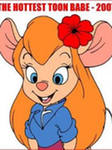 THE HOTTEST TOON BABE - 200